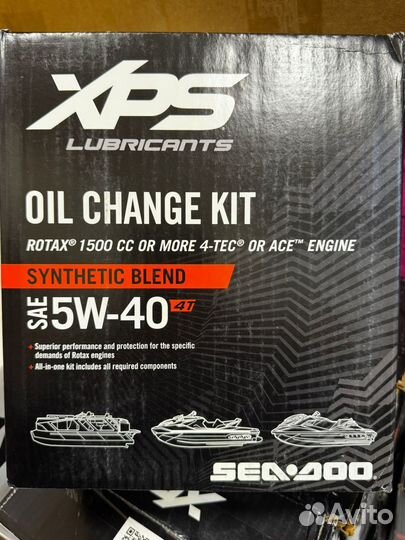 XPS
LUBRICANTS
OIL CHANGE KIT
ROTAX® 1500 CC OR MORE 4-TEC® OR ACE™ ENGINE
SYNTHETIC BLEND
SAE 5W-40 4T
• Superior performance and protection for the specific
demands of Rotax engines
• All-in-one kit includes all required components
SEA-DOO
Avito